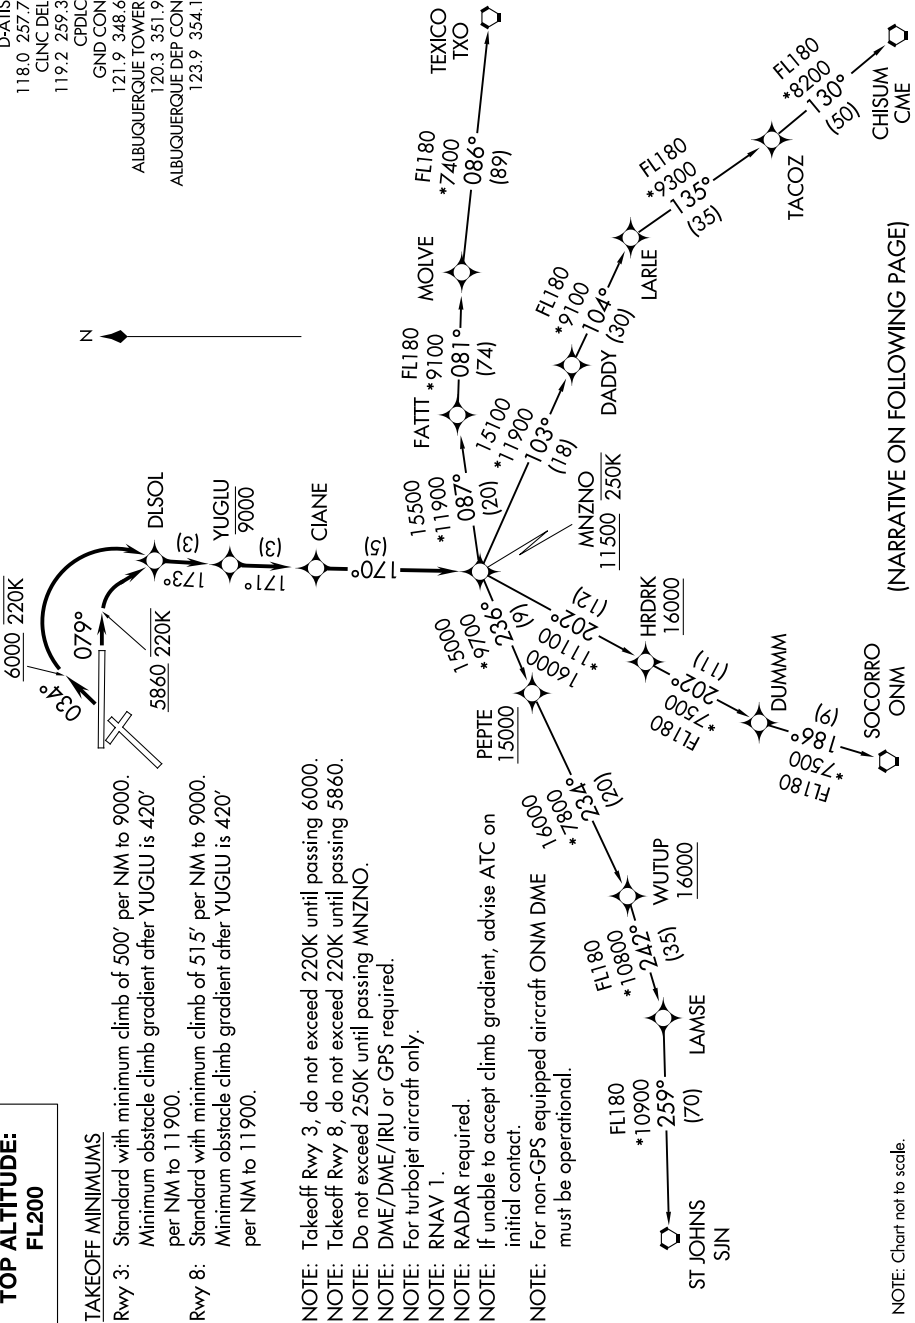 TOP ALTITUDE:
FL200
D-ATIS
118.0 257.7
CLNC DEL
119.2 259.3
CPDLC
GND CON
121.9 348.6
ALBUQUERQUE TOWER
120.3 351.9
ALBUQUERQUE DEP CON
123.9 354.1
TAKEOFF MINIMUMS
Rwy 3: Standard with minimum climb of 500' per NM to 9000.
Minimum obstacle climb gradient after YUGLU is 420'
per NM to 11900.
Rwy 8: Standard with minimum climb of 515' per NM to 9000.
Minimum obstacle climb gradient after YUGLU is 420'
per NM to 11900.
NOTE: Takeoff Rwy 3, do not exceed 220K until passing 6000.
NOTE: Takeoff Rwy 8, do not exceed 220K until passing 5860.
NOTE: Do not exceed 250K until passing MNZNO.
NOTE: DME/DME/IRU or GPS required.
NOTE: For turbojet aircraft only.
NOTE: RNAV 1.
NOTE: RADAR required.
NOTE: If unable to accept climb gradient, advise ATC on
initial contact.
NOTE: For non-GPS equipped aircraft ONM DME
must be operational.
6000 220K
034°
079°
5860 220K
N
DLSOL
173°
(3)
YUGLU
9000
171°
(3)
CIANE
170°
(5)
MNZNO
11500 250K
15500
*11900
087°
(20)
FATTT
FL180
*9100
081°
(74)
MOLVE
FL180
*7400
086°
(89)
TEXICO
TXO
15100
*11900
103°
(18)
DADDY
FL180
*9100
104°
(30)
LARLE
FL180
*9300
135°
(35)
TACOZ
FL180
*8200
130°
(50)
CHISUM
CME
16000
*11100
202°
(12)
HRDRK
16000
FL180
*7500
202°
(11)
DUMMM
FL180
*7500
186°
(9)
SOCORRO
ONM
15000
*9700
236°
(9)
PEPTE
15000
16000
*7800
234°
(20)
WUTUP
16000
FL180
*10800
242°
(35)
LAMSE
FL180
*10900
259°
(70)
ST JOHNS
SJN
(NARRATIVE ON FOLLOWING PAGE)
NOTE: Chart not to scale.